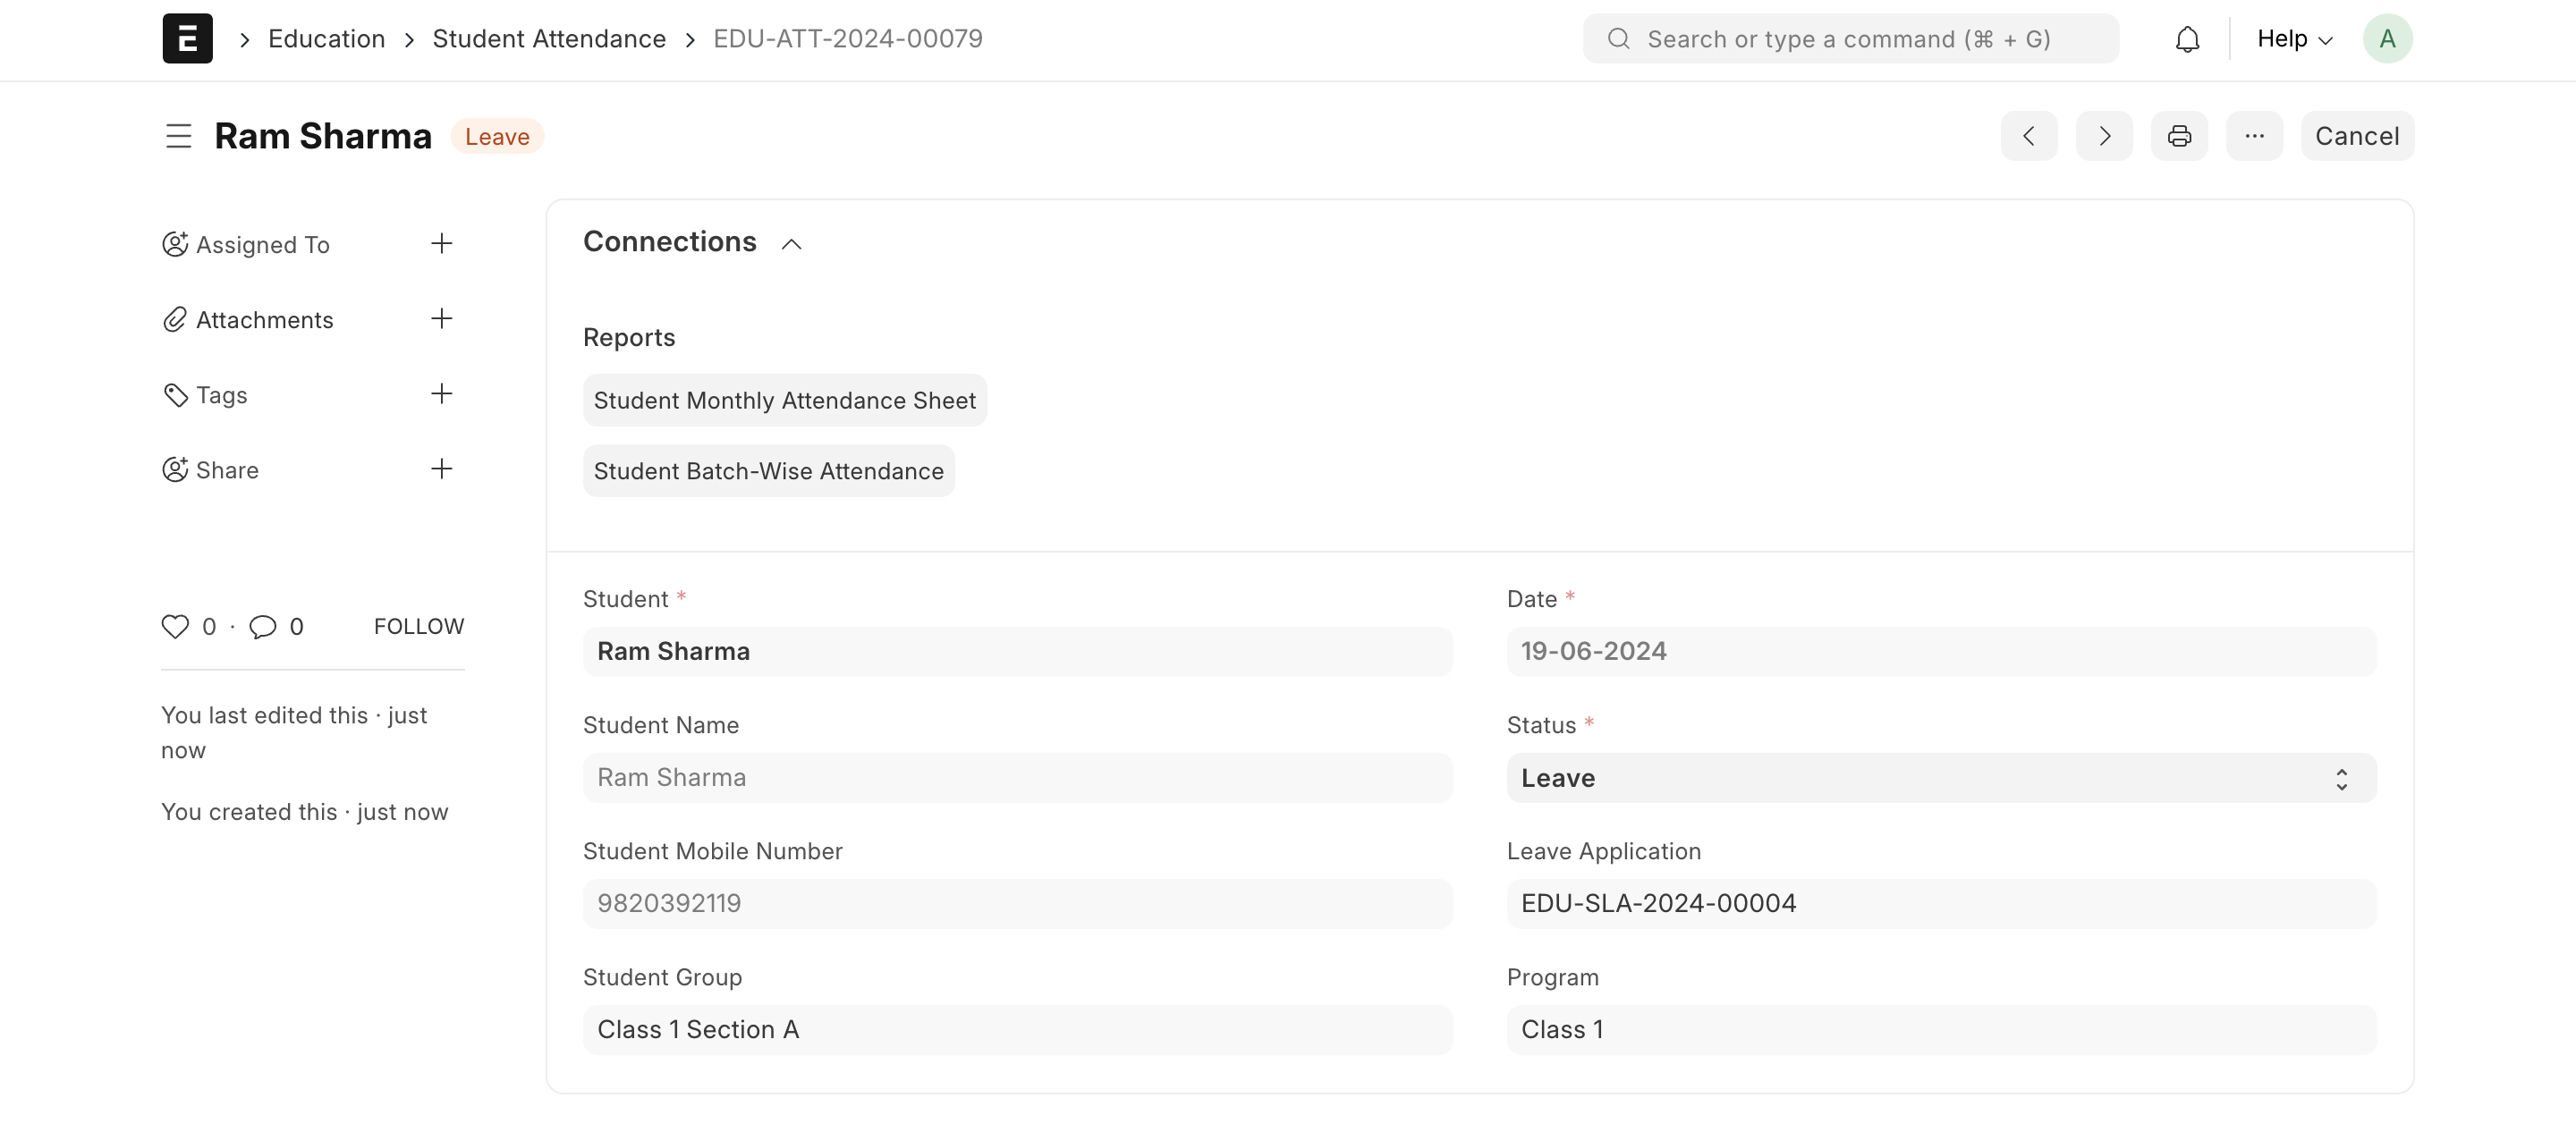 E > Education > Student Attendance > EDU-ATT-2024-00079
Search or type a command (⌘ + G)
Help
A
Ram Sharma Leave
··· Cancel
Assigned To
Attachments
Tags
Share
0 · 0 FOLLOW
You last edited this · just
now
You created this · just now
Connections
Reports
Student Monthly Attendance Sheet
Student Batch-Wise Attendance
Student *
Ram Sharma
Student Name
Ram Sharma
Student Mobile Number
9820392119
Student Group
Class 1 Section A
Date *
19-06-2024
Status *
Leave
Leave Application
EDU-SLA-2024-00004
Program
Class 1